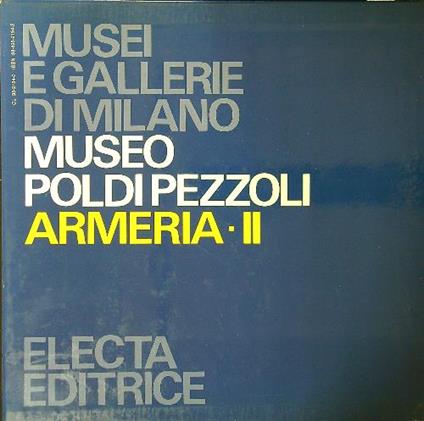 MUSEI
E GALLERIE
DI MILANO
MUSEO
POLDI PEZZOLI
ARMERIA · II
ELECTA
EDITRICE